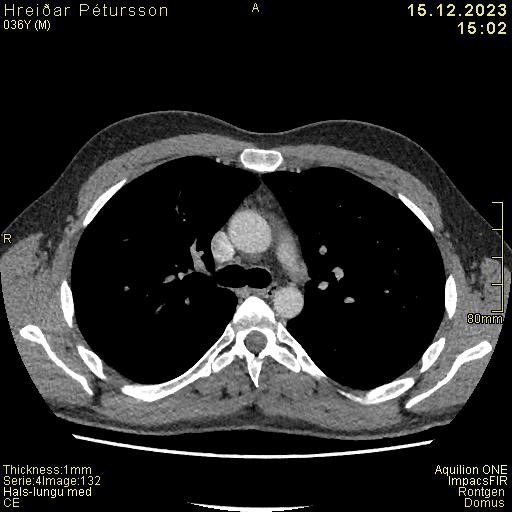 Hreiðar Pétursson
036Y (M)
A
15.12.2023
15:02
R
80mm
Thickness:1mm
Serie:4Image:132
Hals-lungu med
CE
Aquilion ONE
ImpacsFIR
Rontgen
Domus